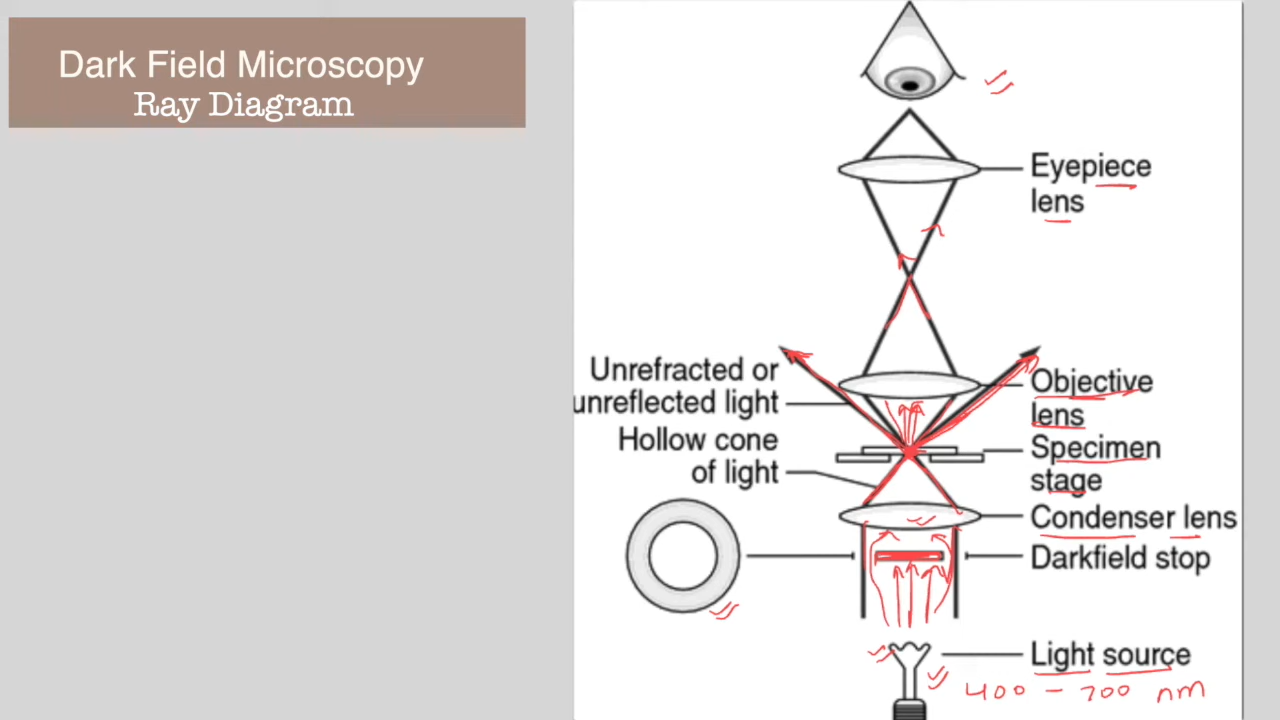 Dark Field Microscopy
Ray Diagram
Eyepiece
lens
Unrefracted or
unreflected light
Objective
lens
Hollow cone
of light
Specimen
stage
Condenser lens
Darkfield stop
Light source
400 - 700 nm